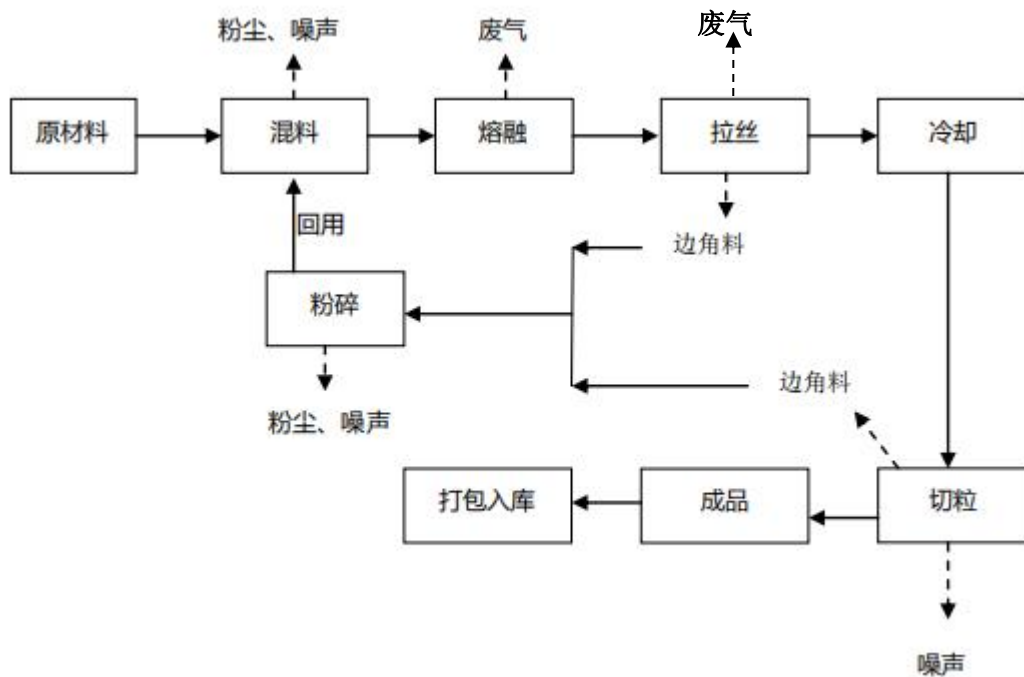 粉尘、噪声
废气
废气
原材料
混料
熔融
拉丝
冷却
回用
边角料
粉碎
边角料
粉尘、噪声
打包入库
成品
切粒
噪声